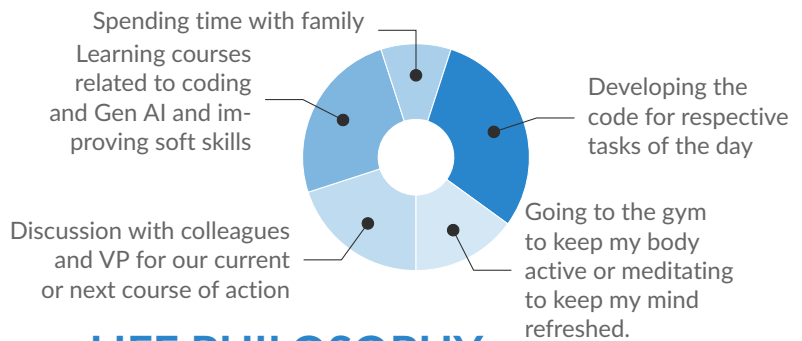 Spending time with family
Learning courses
related to coding
and Gen AI and im-
proving soft skills
Developing the
code for respective
tasks of the day
Discussion with colleagues
and VP for our current
or next course of action
Going to the gym
to keep my body
active or meditating
to keep my mind
refreshed.
LIFE PHILOSOPHY